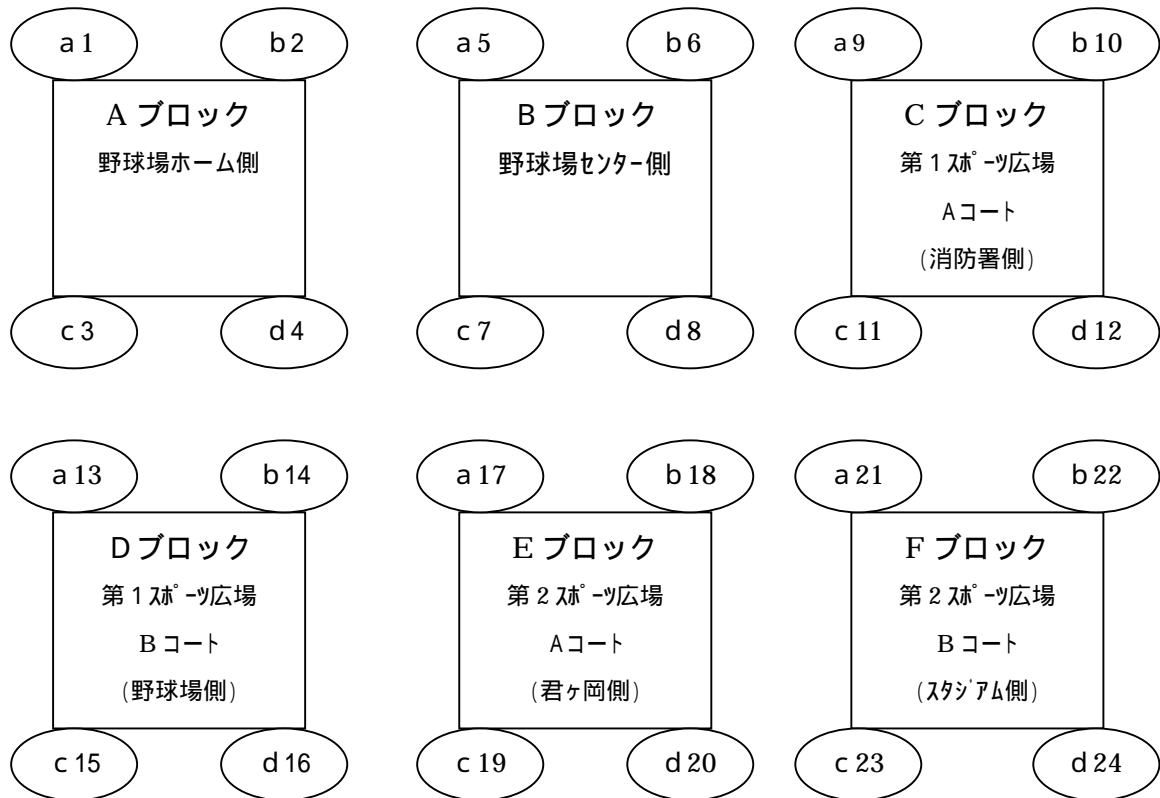 a 1
b 2
a 5
b 6
a 9
b 10
A ブロック
野球場ホーム側
B ブロック
野球場ｾﾝﾀｰ側
C ブロック
第１ｽﾎﾟｰﾂ広場
Aコート
(消防署側)
c 3
d 4
c 7
d 8
c 11
d 12
a 13
b 14
a 17
b 18
a 21
b 22
D ブロック
第１ｽﾎﾟｰﾂ広場
B コート
(野球場側)
E ブロック
第２ｽﾎﾟｰﾂ広場
Aコート
(君ヶ岡側)
F ブロック
第２ｽﾎﾟｰﾂ広場
B コート
(ｽﾀｼﾞｱﾑ側)
c 15
d 16
c 19
d 20
c 23
d 24